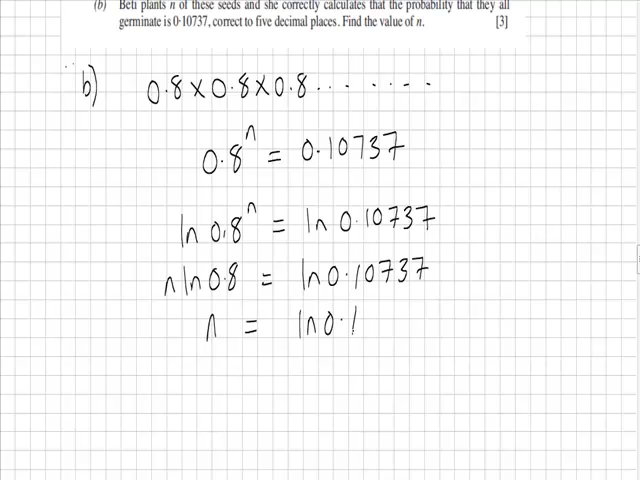 (b) Beti plants n of these seeds and she correctly calculates that the probability that they all
germinate is 0·10737, correct to five decimal places. Find the value of n. [3]
b) 0.8 × 0.8 × 0.8 . . . . . . . .
0.8ⁿ = 0.10737
ln 0.8ⁿ = ln 0.10737
n ln 0.8 = ln 0.10737
n = ln 0.1